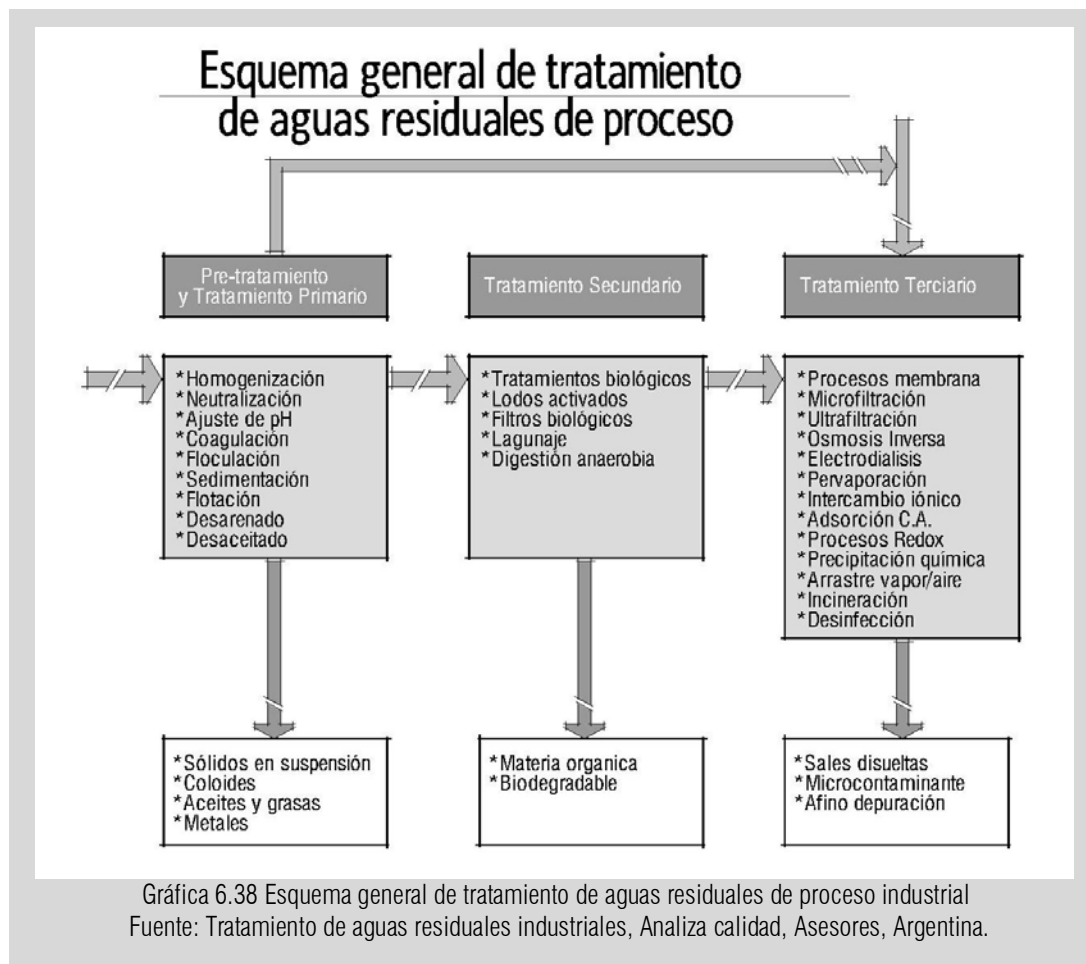 Esquema general de tratamiento
de aguas residuales de proceso
Pre-tratamiento
y Tratamiento Primario
Tratamiento Secundario
Tratamiento Terciario
*Homogenización
*Neutralización
*Ajuste de pH
*Coagulación
*Floculación
*Sedimentación
*Flotación
*Desarenado
*Desaceitado
*Tratamientos biológicos
*Lodos activados
*Filtros biológicos
*Lagunaje
*Digestión anaerobia
*Procesos membrana
*Microfiltración
*Ultrafiltración
*Osmosis Inversa
*Electrodialisis
*Pervaporación
*Intercambio iónico
*Adsorción C.A.
*Procesos Redox
*Precipitación química
*Arrastre vapor/aire
*Incineración
*Desinfección
*Sólidos en suspensión
*Coloides
*Aceites y grasas
*Metales
*Materia organica
*Biodegradable
*Sales disueltas
*Microcontaminante
*Afino depuración
Gráfica 6.38 Esquema general de tratamiento de aguas residuales de proceso industrial
Fuente: Tratamiento de aguas residuales industriales, Analiza calidad, Asesores, Argentina.